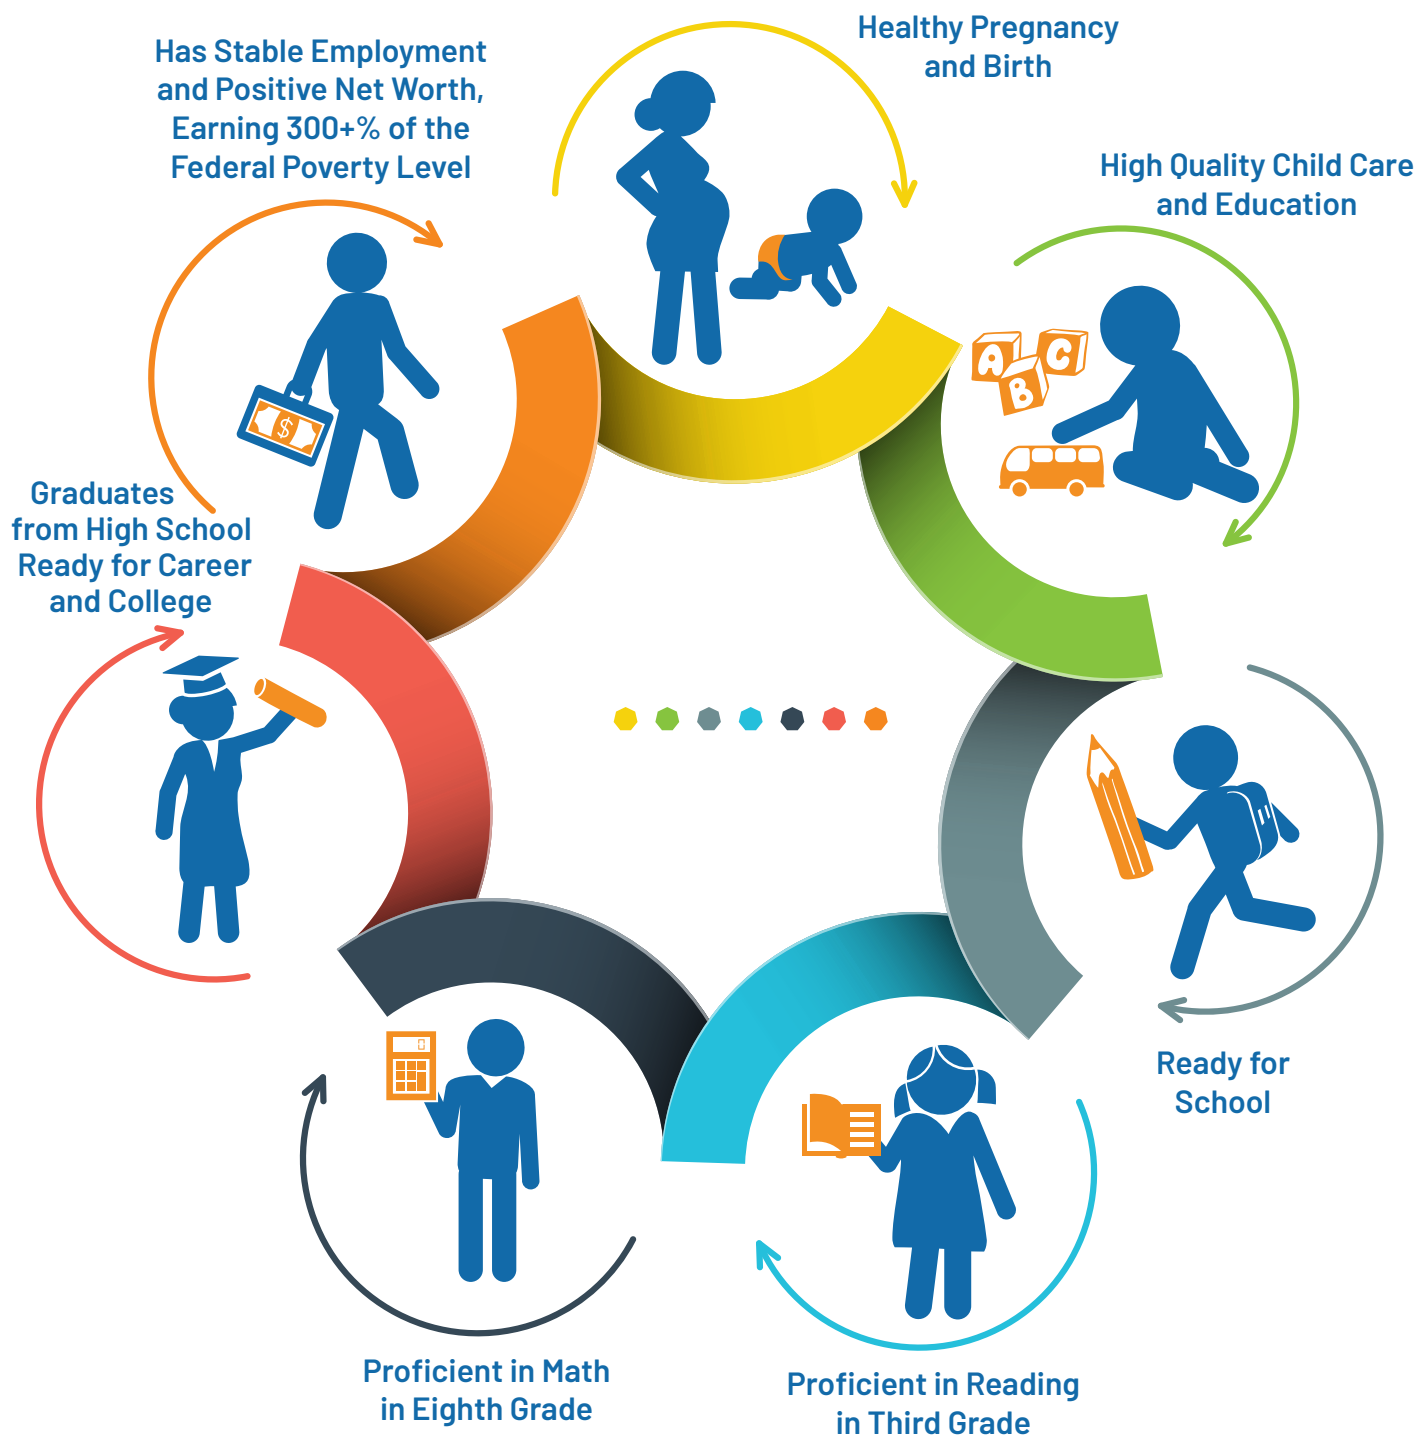 Healthy Pregnancy
and Birth
High Quality Child Care
and Education
A
B
C
Ready for
School
Proficient in Reading
in Third Grade
0
Proficient in Math
in Eighth Grade
Graduates
from High School
Ready for Career
and College
Has Stable Employment
and Positive Net Worth,
Earning 300+% of the
Federal Poverty Level
$